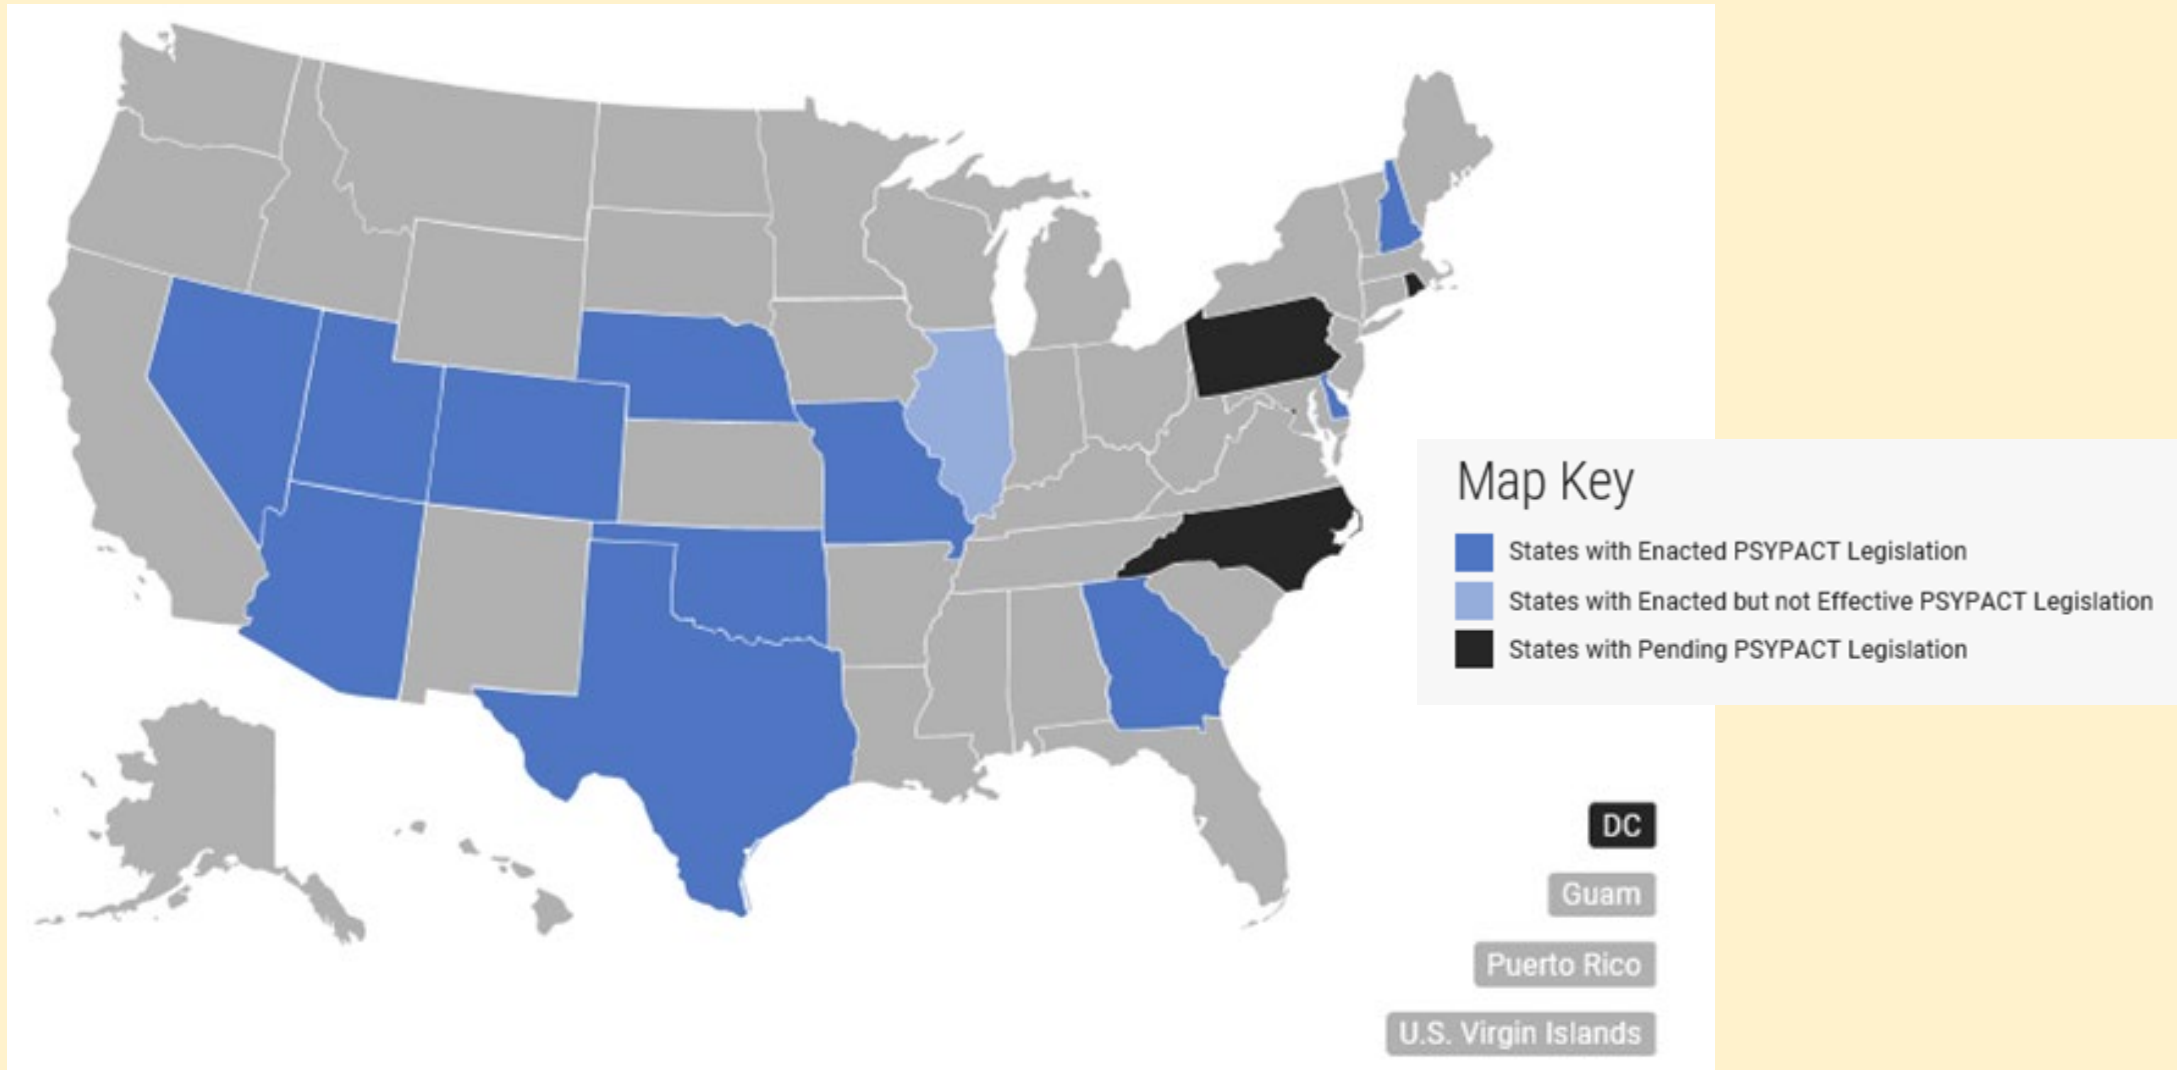 Map Key
States with Enacted PSYPACT Legislation
States with Enacted but not Effective PSYPACT Legislation
States with Pending PSYPACT Legislation
DC
Guam
Puerto Rico
U.S. Virgin Islands